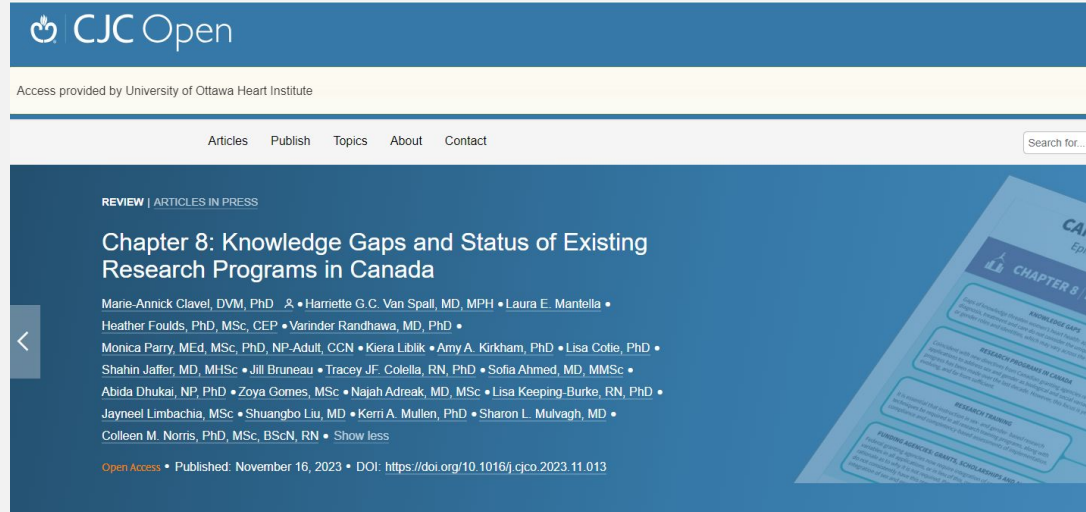 CJC Open
Access provided by University of Ottawa Heart Institute
Articles Publish Topics About Contact
Search for...
REVIEW | ARTICLES IN PRESS
Chapter 8: Knowledge Gaps and Status of Existing
Research Programs in Canada
Marie-Annick Clavel, DVM, PhD • Harriette G.C. Van Spall, MD, MPH • Laura E. Mantella •
Heather Foulds, PhD, MSc, CEP • Varinder Randhawa, MD, PhD •
Monica Parry, MEd, MSc, PhD, NP-Adult, CCN • Kiera Liblik • Amy A. Kirkham, PhD • Lisa Cotie, PhD •
Shahin Jaffer, MD, MHSc • Jill Bruneau • Tracey JF. Colella, RN, PhD • Sofia Ahmed, MD, MMSc •
Abida Dhukai, NP, PhD • Zoya Gomes, MSc • Najah Adreak, MD, MSc • Lisa Keeping-Burke, RN, PhD •
Jayneel Limbachia, MSc • Shuangbo Liu, MD • Kerri A. Mullen, PhD • Sharon L. Mulvagh, MD •
Colleen M. Norris, PhD, MSc, BScN, RN • Show less
Open Access • Published: November 16, 2023 • DOI: https://doi.org/10.1016/j.cjco.2023.11.013
CHAPTER 8
KNOWLEDGE GAPS
RESEARCH PROGRAMS IN CANADA
RESEARCH TRAINING